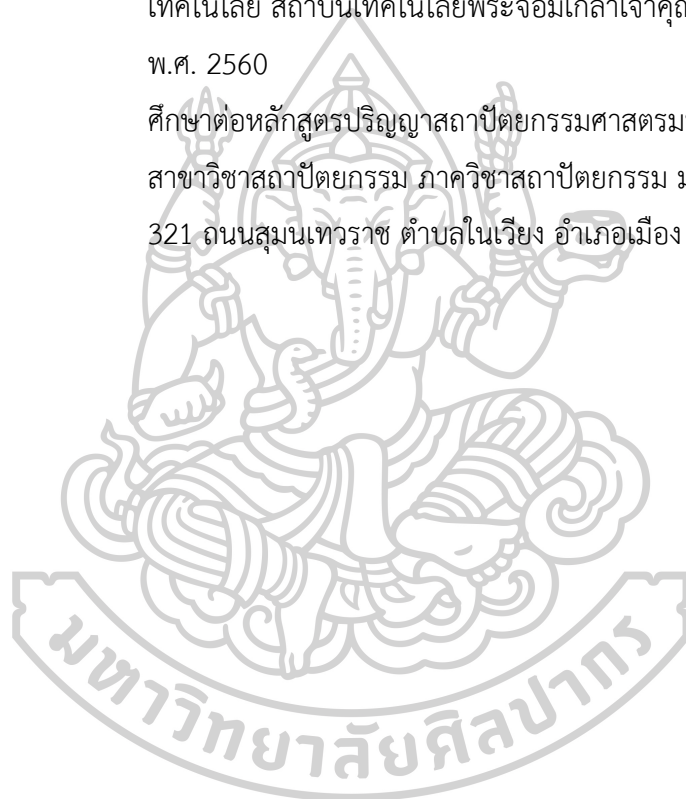 เทคโนโลยี สถาบันเทคโนโลยีพระจอมเกล้าเจ้าคุณ
พ.ศ. 2560
ศึกษาต่อหลักสูตรปริญญาสถาปัตยกรรมศาสตรม
สาขาวิชาสถาปัตยกรรม ภาควิชาสถาปัตยกรรม ม
321 ถนนสุมนเทวราช ตำบลในเวียง อำเภอเมือง
มหาวิทยาลัยศิลปากร